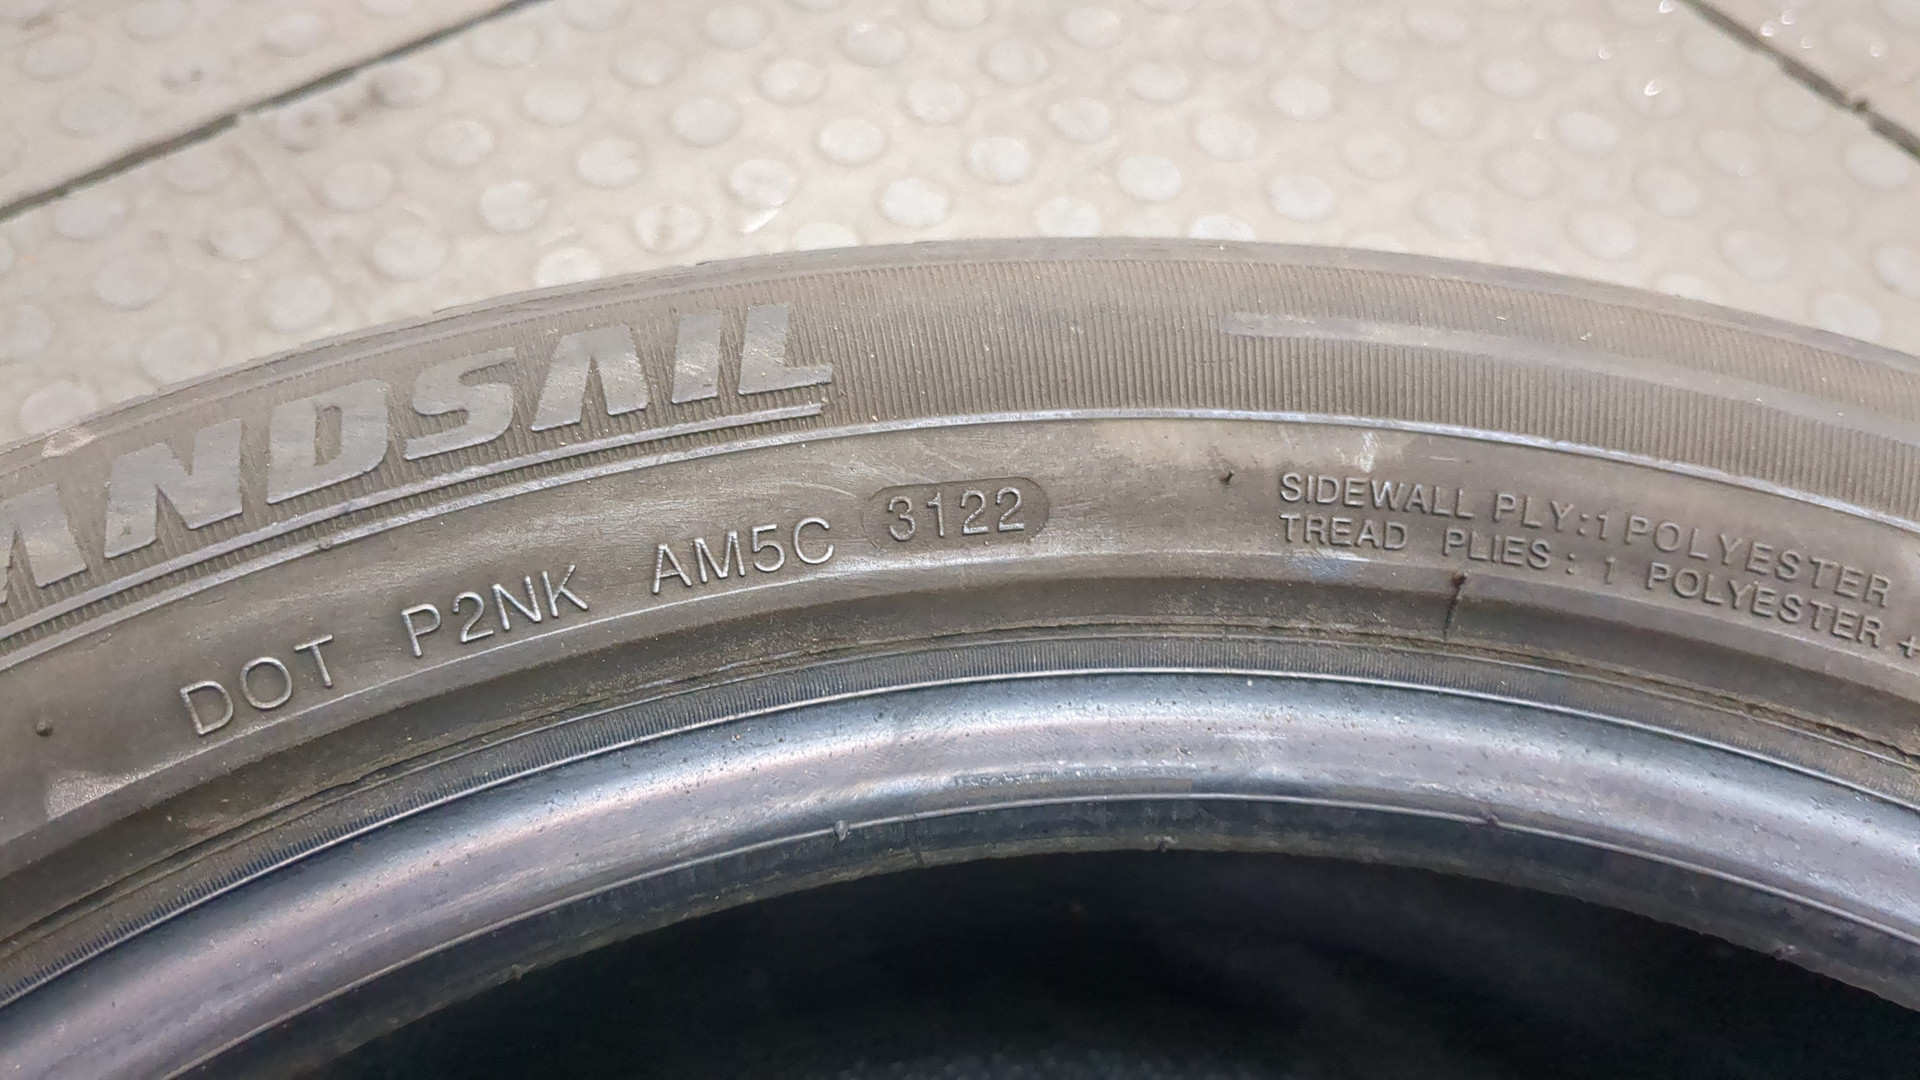 ANDSAIL
DOT P2NK AM5C 3122
SIDEWALL PLY:1 POLYESTER
TREAD PLIES: 1 POLYESTER +